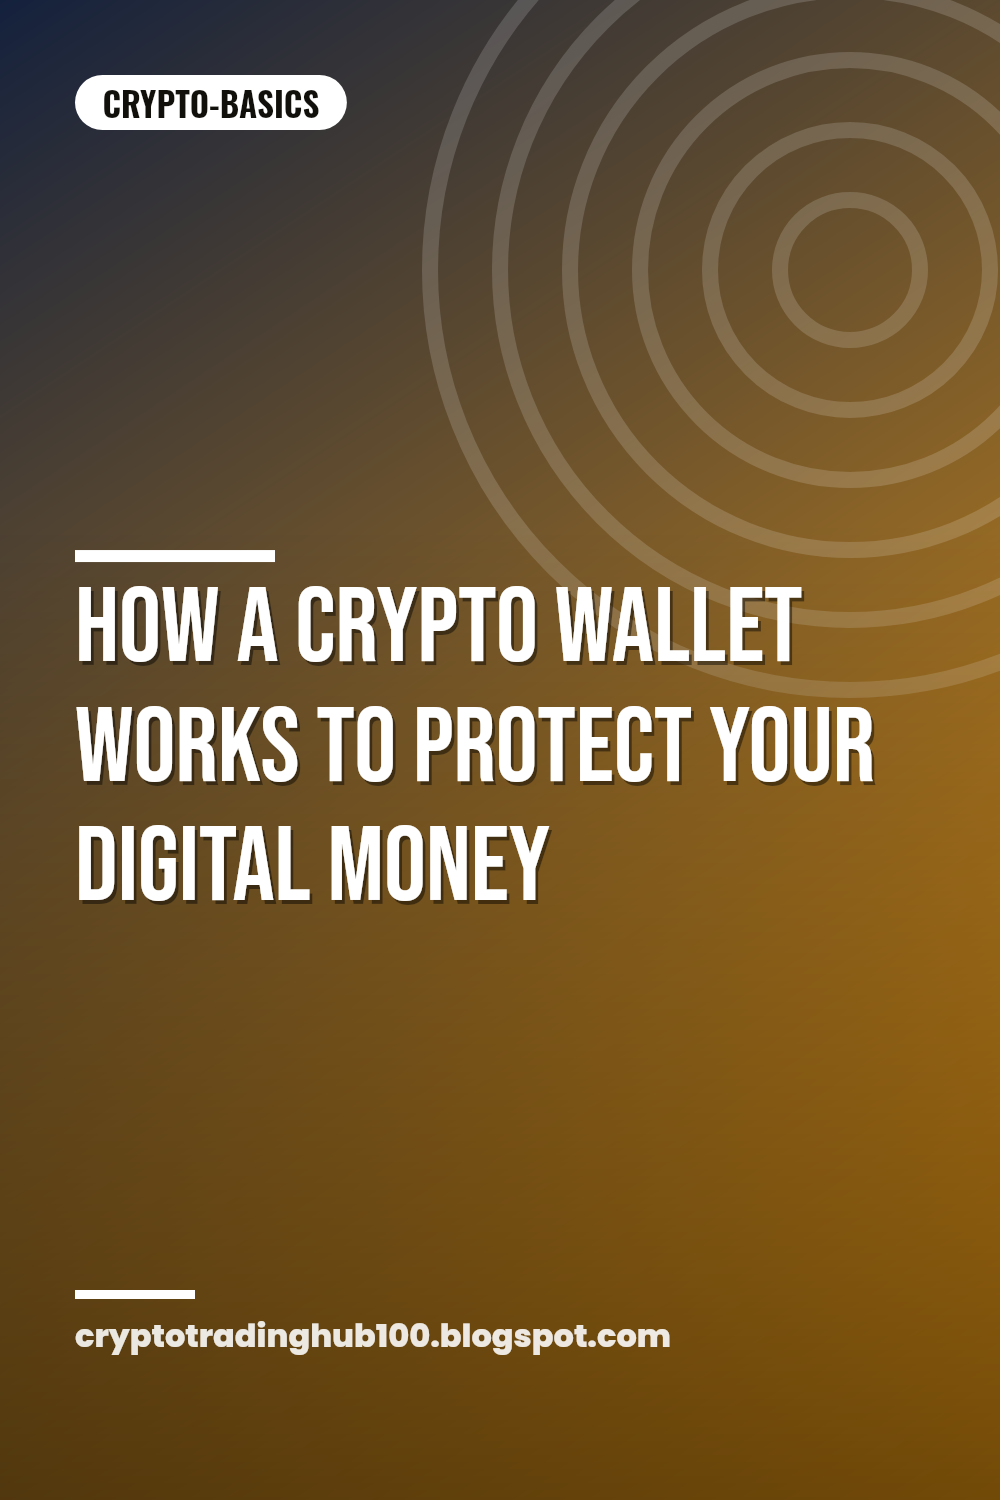 CRYPTO-BASICS
HOW A CRYPTO WALLET
WORKS TO PROTECT YOUR
DIGITAL MONEY
cryptotradinghub100.blogspot.com